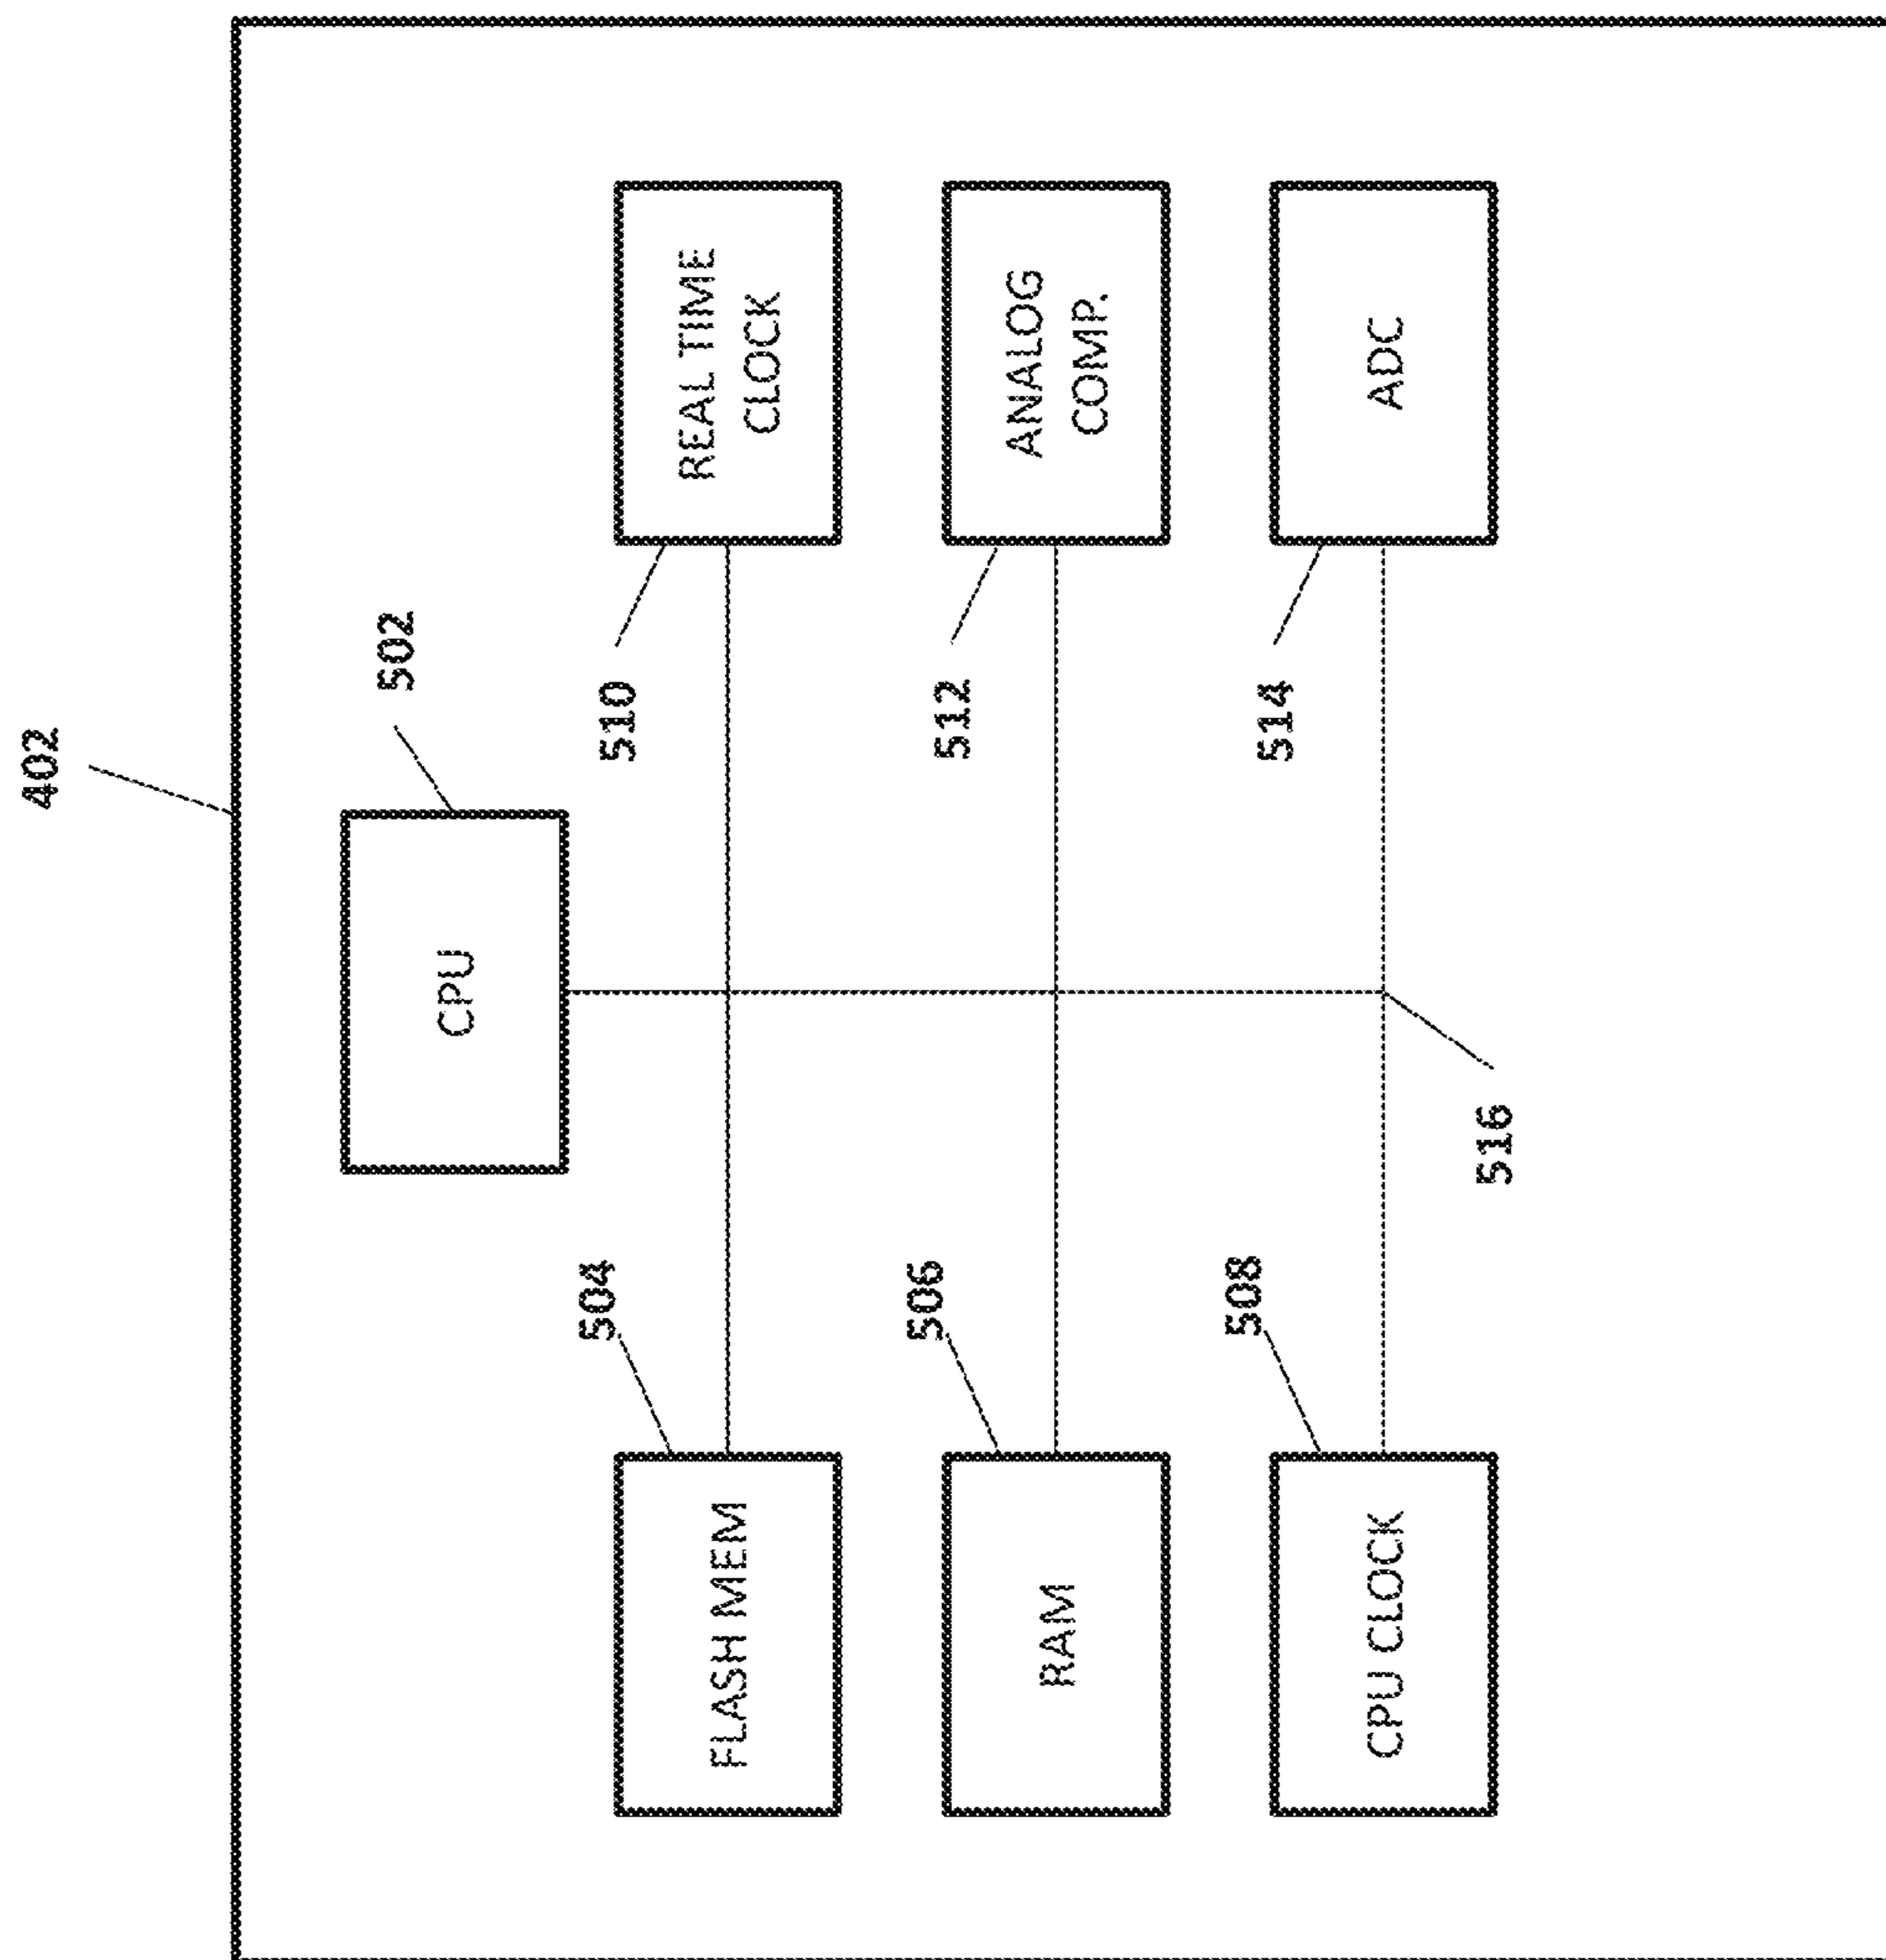 402
502
CPU
504
510
FLASH MEM
REAL TIME
CLOCK
506
512
RAM
ANALOG
COMP.
508
514
CPU CLOCK
ADC
516